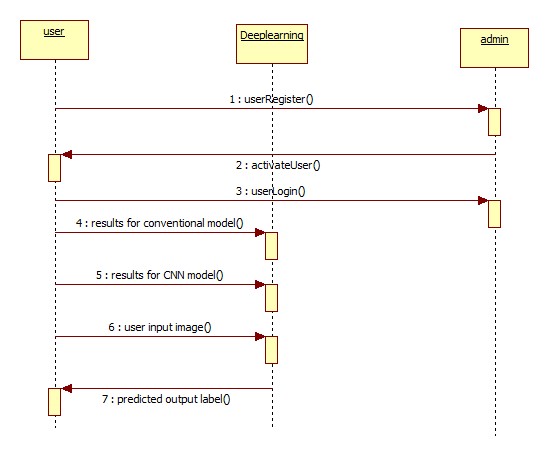 user
Deeplearning
admin
1 : userRegister()
2 : activateUser()
3 : userLogin()
4 : results for conventional model()
5 : results for CNN model()
6 : user input image()
7 : predicted output label()